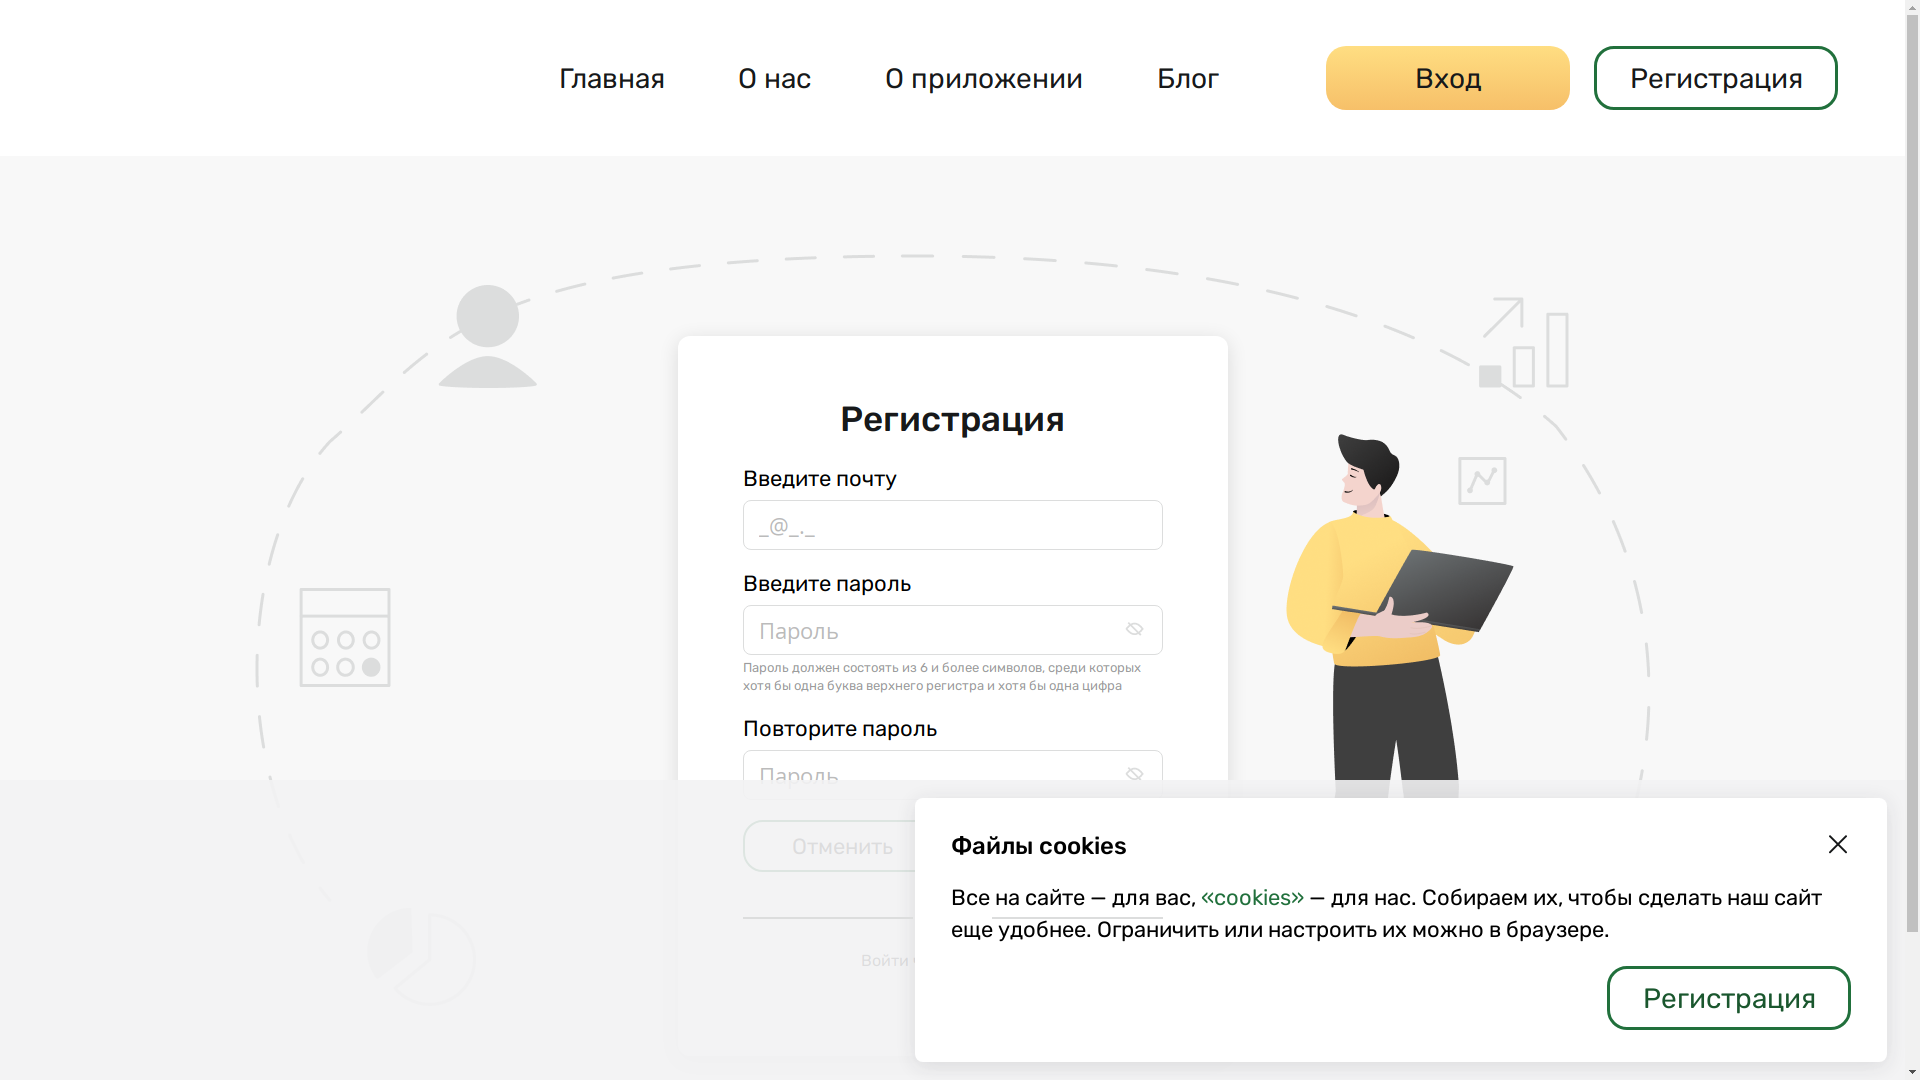 Главная
О нас
О приложении
Блог
Вход
Регистрация
Регистрация
Введите почту
_@_._
Введите пароль
Пароль
Пароль должен состоять из 6 и более символов, среди которых
хотя бы одна буква верхнего регистра и хотя бы одна цифра
Повторите пароль
Пароль
Отменить
Войти
Файлы cookies
Все на сайте — для вас, «cookies» — для нас. Собираем их, чтобы сделать наш сайт
еще удобнее. Ограничить или настроить их можно в браузере.
Регистрация